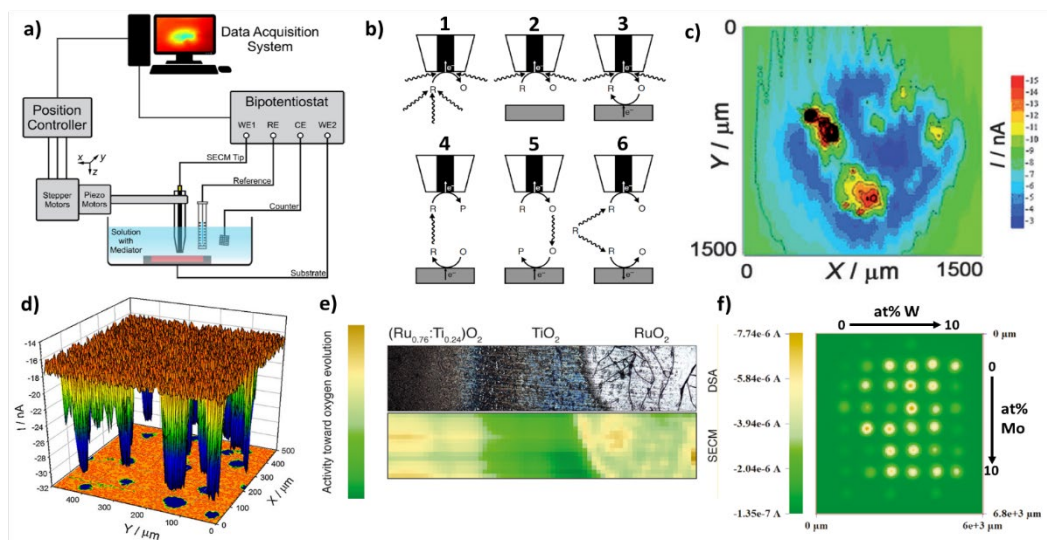 a)
Data Acquisition
System
Position
Controller
Bipotentiostat
WE1 RE CE WE2
x y
z
SECM Tip
Reference
Counter
Stepper
Motors
Piezo
Motors
Solution
with
Mediator
Substrate
b)
1 2 3
e⁻ e⁻ e⁻
R O R O R O
4 5 6
e⁻ e⁻ e⁻
R P R O R O
R
R O P O R O
e⁻ e⁻ e⁻
c)
0
Y / µm
1500
0 X / µm 1500
I / nA
-15
-14
-13
-12
-11
-10
-9
-8
-7
-6
-5
-4
-3
d)
-14
-16
-18
-20
-22
-24
-26
-28
-30
-32
I / nA
400 300 200 100 0
Y / µm
0 100 200 300 400 500
X / µm
e)
Activity toward oxygen evolution
(Ru0.76:Ti0.24)O2 TiO2 RuO2
DSA
SECM
f)
at% W
0 10
-7.74e-6 A
-5.84e-6 A
-3.94e-6 A
-2.04e-6 A
-1.35e-7 A
0 µm
0
at%
Mo
10
6.8e+3 µm
0 µm 6e+3 µm